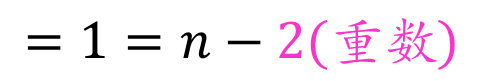 = 1 = n − 2(重数)